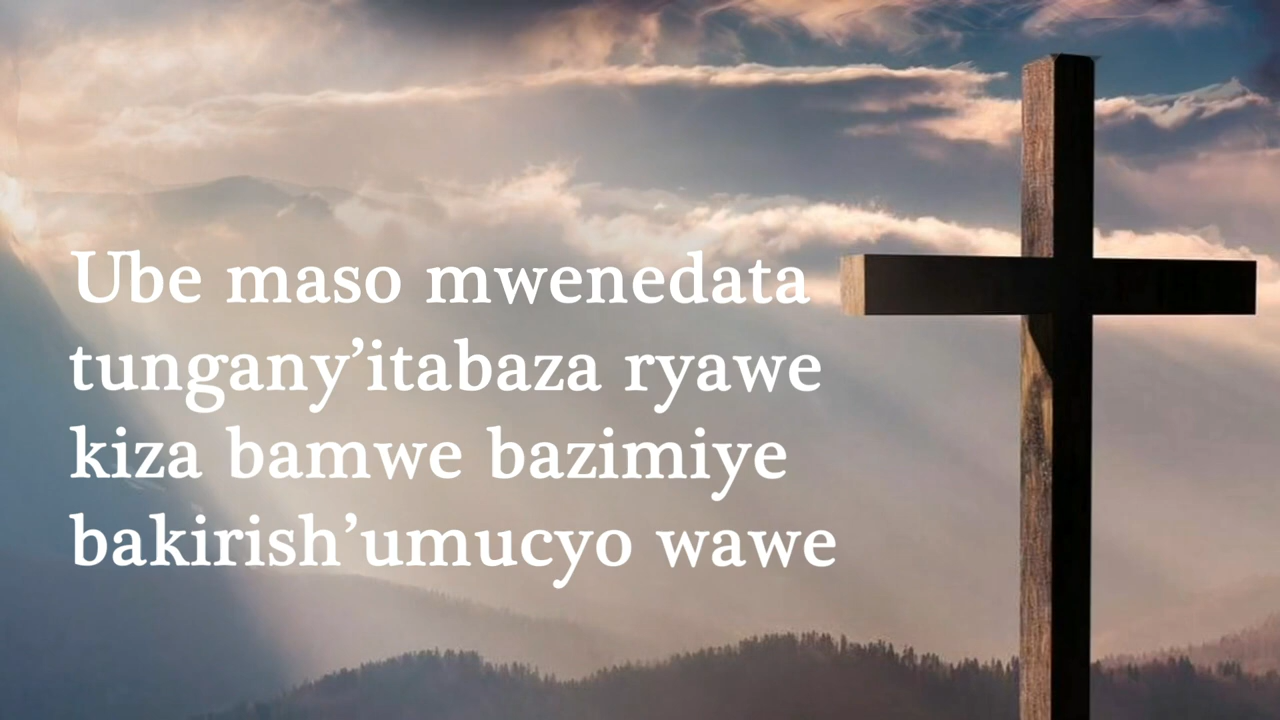 Ube maso mwenedata
tungany’itabaza ryawe
kiza bamwe bazimiye
bakirish’umucyo wawe